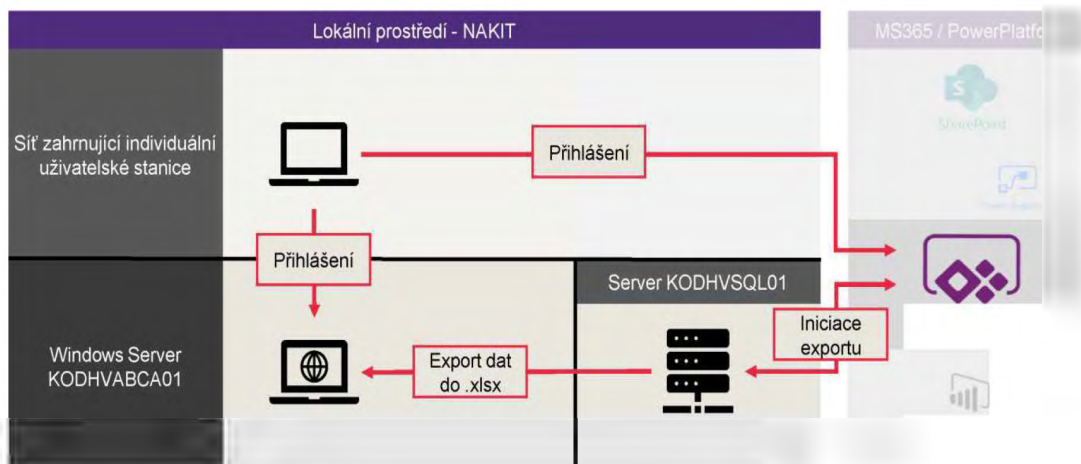 Lokální prostředí - NAKIT
MS365 / PowerPlatfo
Síť zahrnující individuální
uživatelské stanice
SharePoint
Přihlášení
Přihlášení
Server KODHVSQL01
Windows Server
KODHVABCA01
Export dat
do .xlsx
Iniciace
exportu